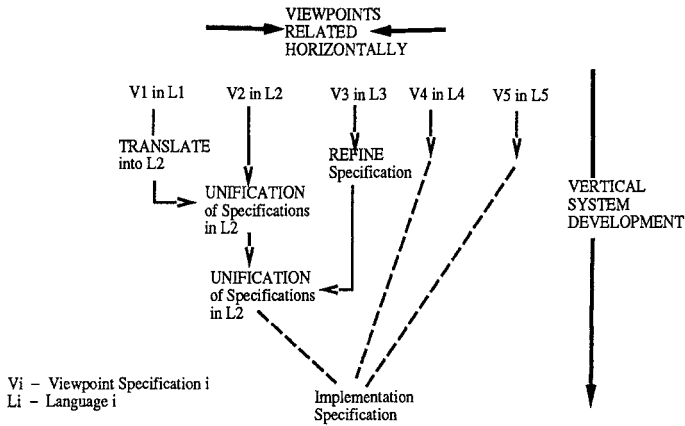 VIEWPOINTS
RELATED
HORIZONTALLY
V1 in L1
V2 in L2
V3 in L3
V4 in L4
V5 in L5
TRANSLATE
into L2
REFINE
Specification
UNIFICATION
of Specifications
in L2
VERTICAL
SYSTEM
DEVELOPMENT
UNIFICATION
of Specifications
in L2
Vi – Viewpoint Specification i
Li – Language i
Implementation
Specification